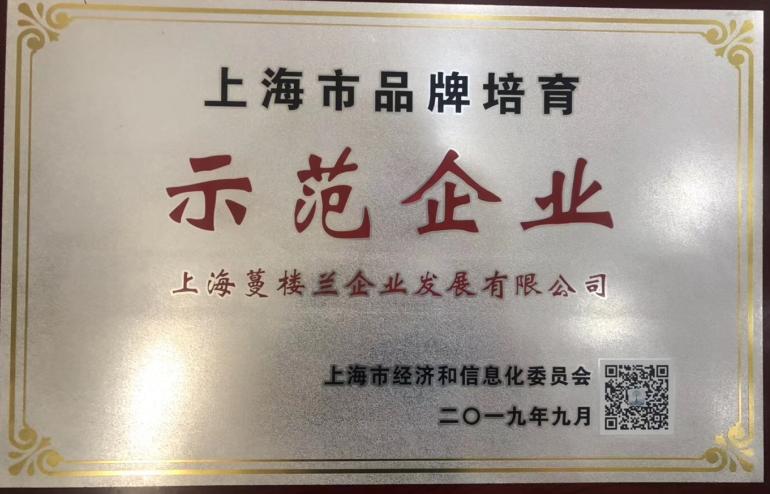 上海市品牌培育
示范企业
上海蔓楼兰企业发展有限公司
上海市经济和信息化委员会
二〇一九年九月